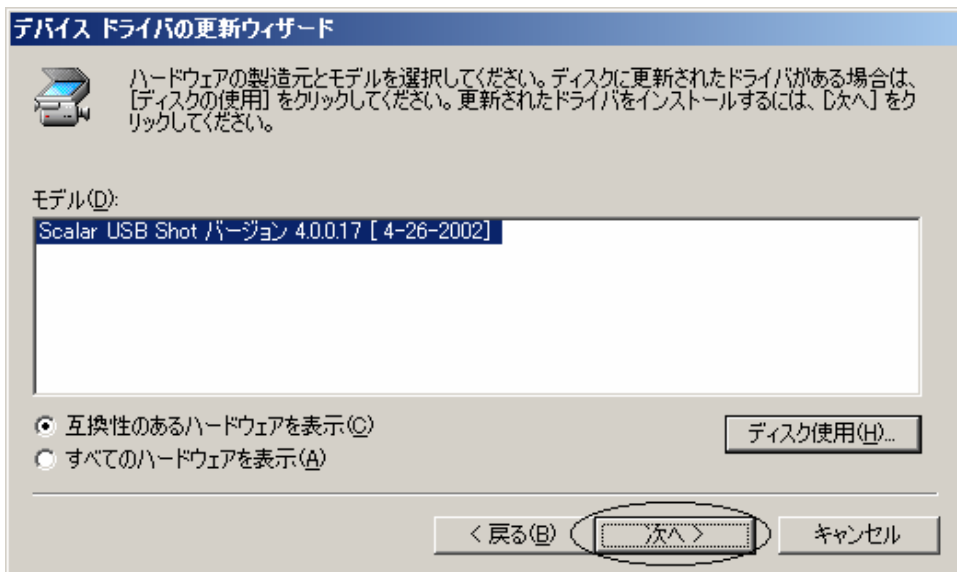 デバイス ドライバの更新ウィザード
ハードウェアの製造元とモデルを選択してください。ディスクに更新されたドライバがある場合は、
[ディスクの使用] をクリックしてください。更新されたドライバをインストールするには、[次へ] をク
リックしてください。
モデル(D):
Scalar USB Shot バージョン 4.0.0.17 [ 4-26-2002]
互換性のあるハードウェアを表示(C)
すべてのハードウェアを表示(A)
ディスク使用(H)...
< 戻る(B)
次へ >
キャンセル